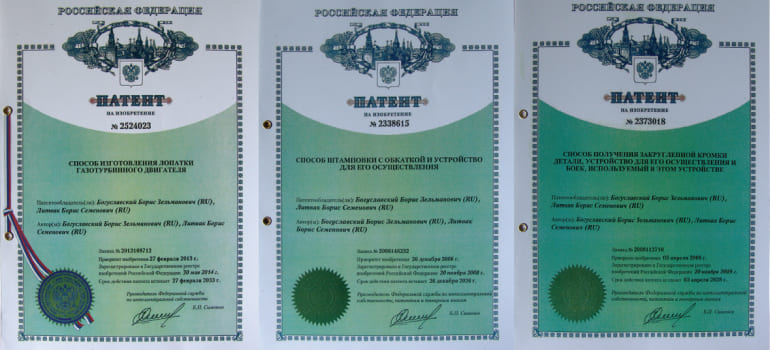 РОССИЙСКАЯ ФЕДЕРАЦИЯ
ПАТЕНТ
НА ИЗОБРЕТЕНИЕ
№ 2524023
СПОСОБ ИЗГОТОВЛЕНИЯ ЛОПАТКИ
ГАЗОТУРБИННОГО ДВИГАТЕЛЯ
Патентообладатель(ли): Богуславский Борис Зельманович (RU),
Литвак Борис Семенович (RU)
Автор(ы): Богуславский Борис Зельманович (RU), Литвак Борис
Семенович (RU)
Заявка № 2013108712
Приоритет изобретения 27 февраля 2013 г.
Зарегистрировано в Государственном реестре
изобретений Российской Федерации 30 мая 2014 г.
Срок действия патента истекает 27 февраля 2033 г.
Руководитель Федеральной службы
по интеллектуальной собственности
Б.П. Симонов
РОССИЙСКАЯ ФЕДЕРАЦИЯ
ПАТЕНТ
НА ИЗОБРЕТЕНИЕ
№ 2338615
СПОСОБ ШТАМПОВКИ С ОБКАТКОЙ И УСТРОЙСТВО
ДЛЯ ЕГО ОСУЩЕСТВЛЕНИЯ
Патентообладатель(ли): Богуславский Борис Зельманович (RU),
Литвак Борис Семенович (RU)
Автор(ы): Богуславский Борис Зельманович (RU), Литвак
Борис Семенович (RU)
Заявка № 2006146232
Приоритет изобретения 26 декабря 2006 г.
Зарегистрировано в Государственном реестре
изобретений Российской Федерации 20 ноября 2008 г.
Срок действия патента истекает 26 декабря 2026 г.
Руководитель Федеральной службы по интеллектуальной
собственности, патентам и товарным знакам
Б.П. Симонов
РОССИЙСКАЯ ФЕДЕРАЦИЯ
ПАТЕНТ
НА ИЗОБРЕТЕНИЕ
№ 2373018
СПОСОБ ПОЛУЧЕНИЯ ЗАКРУГЛЕННОЙ КРОМКИ
ДЕТАЛИ, УСТРОЙСТВО ДЛЯ ЕГО ОСУЩЕСТВЛЕНИЯ И
БОЕК, ИСПОЛЬЗУЕМЫЙ В ЭТОМ УСТРОЙСТВЕ
Патентообладатель(ли): Богуславский Борис Зельманович (RU),
Литвак Борис Семенович (RU)
Автор(ы): Богуславский Борис Зельманович (RU), Литвак
Борис Семенович (RU)
Заявка № 2008112716
Приоритет изобретения 03 апреля 2008 г.
Зарегистрировано в Государственном реестре
изобретений Российской Федерации 20 ноября 2009 г.
Срок действия патента истекает 03 апреля 2028 г.
Руководитель Федеральной службы по интеллектуальной
собственности, патентам и товарным знакам
Б.П. Симонов